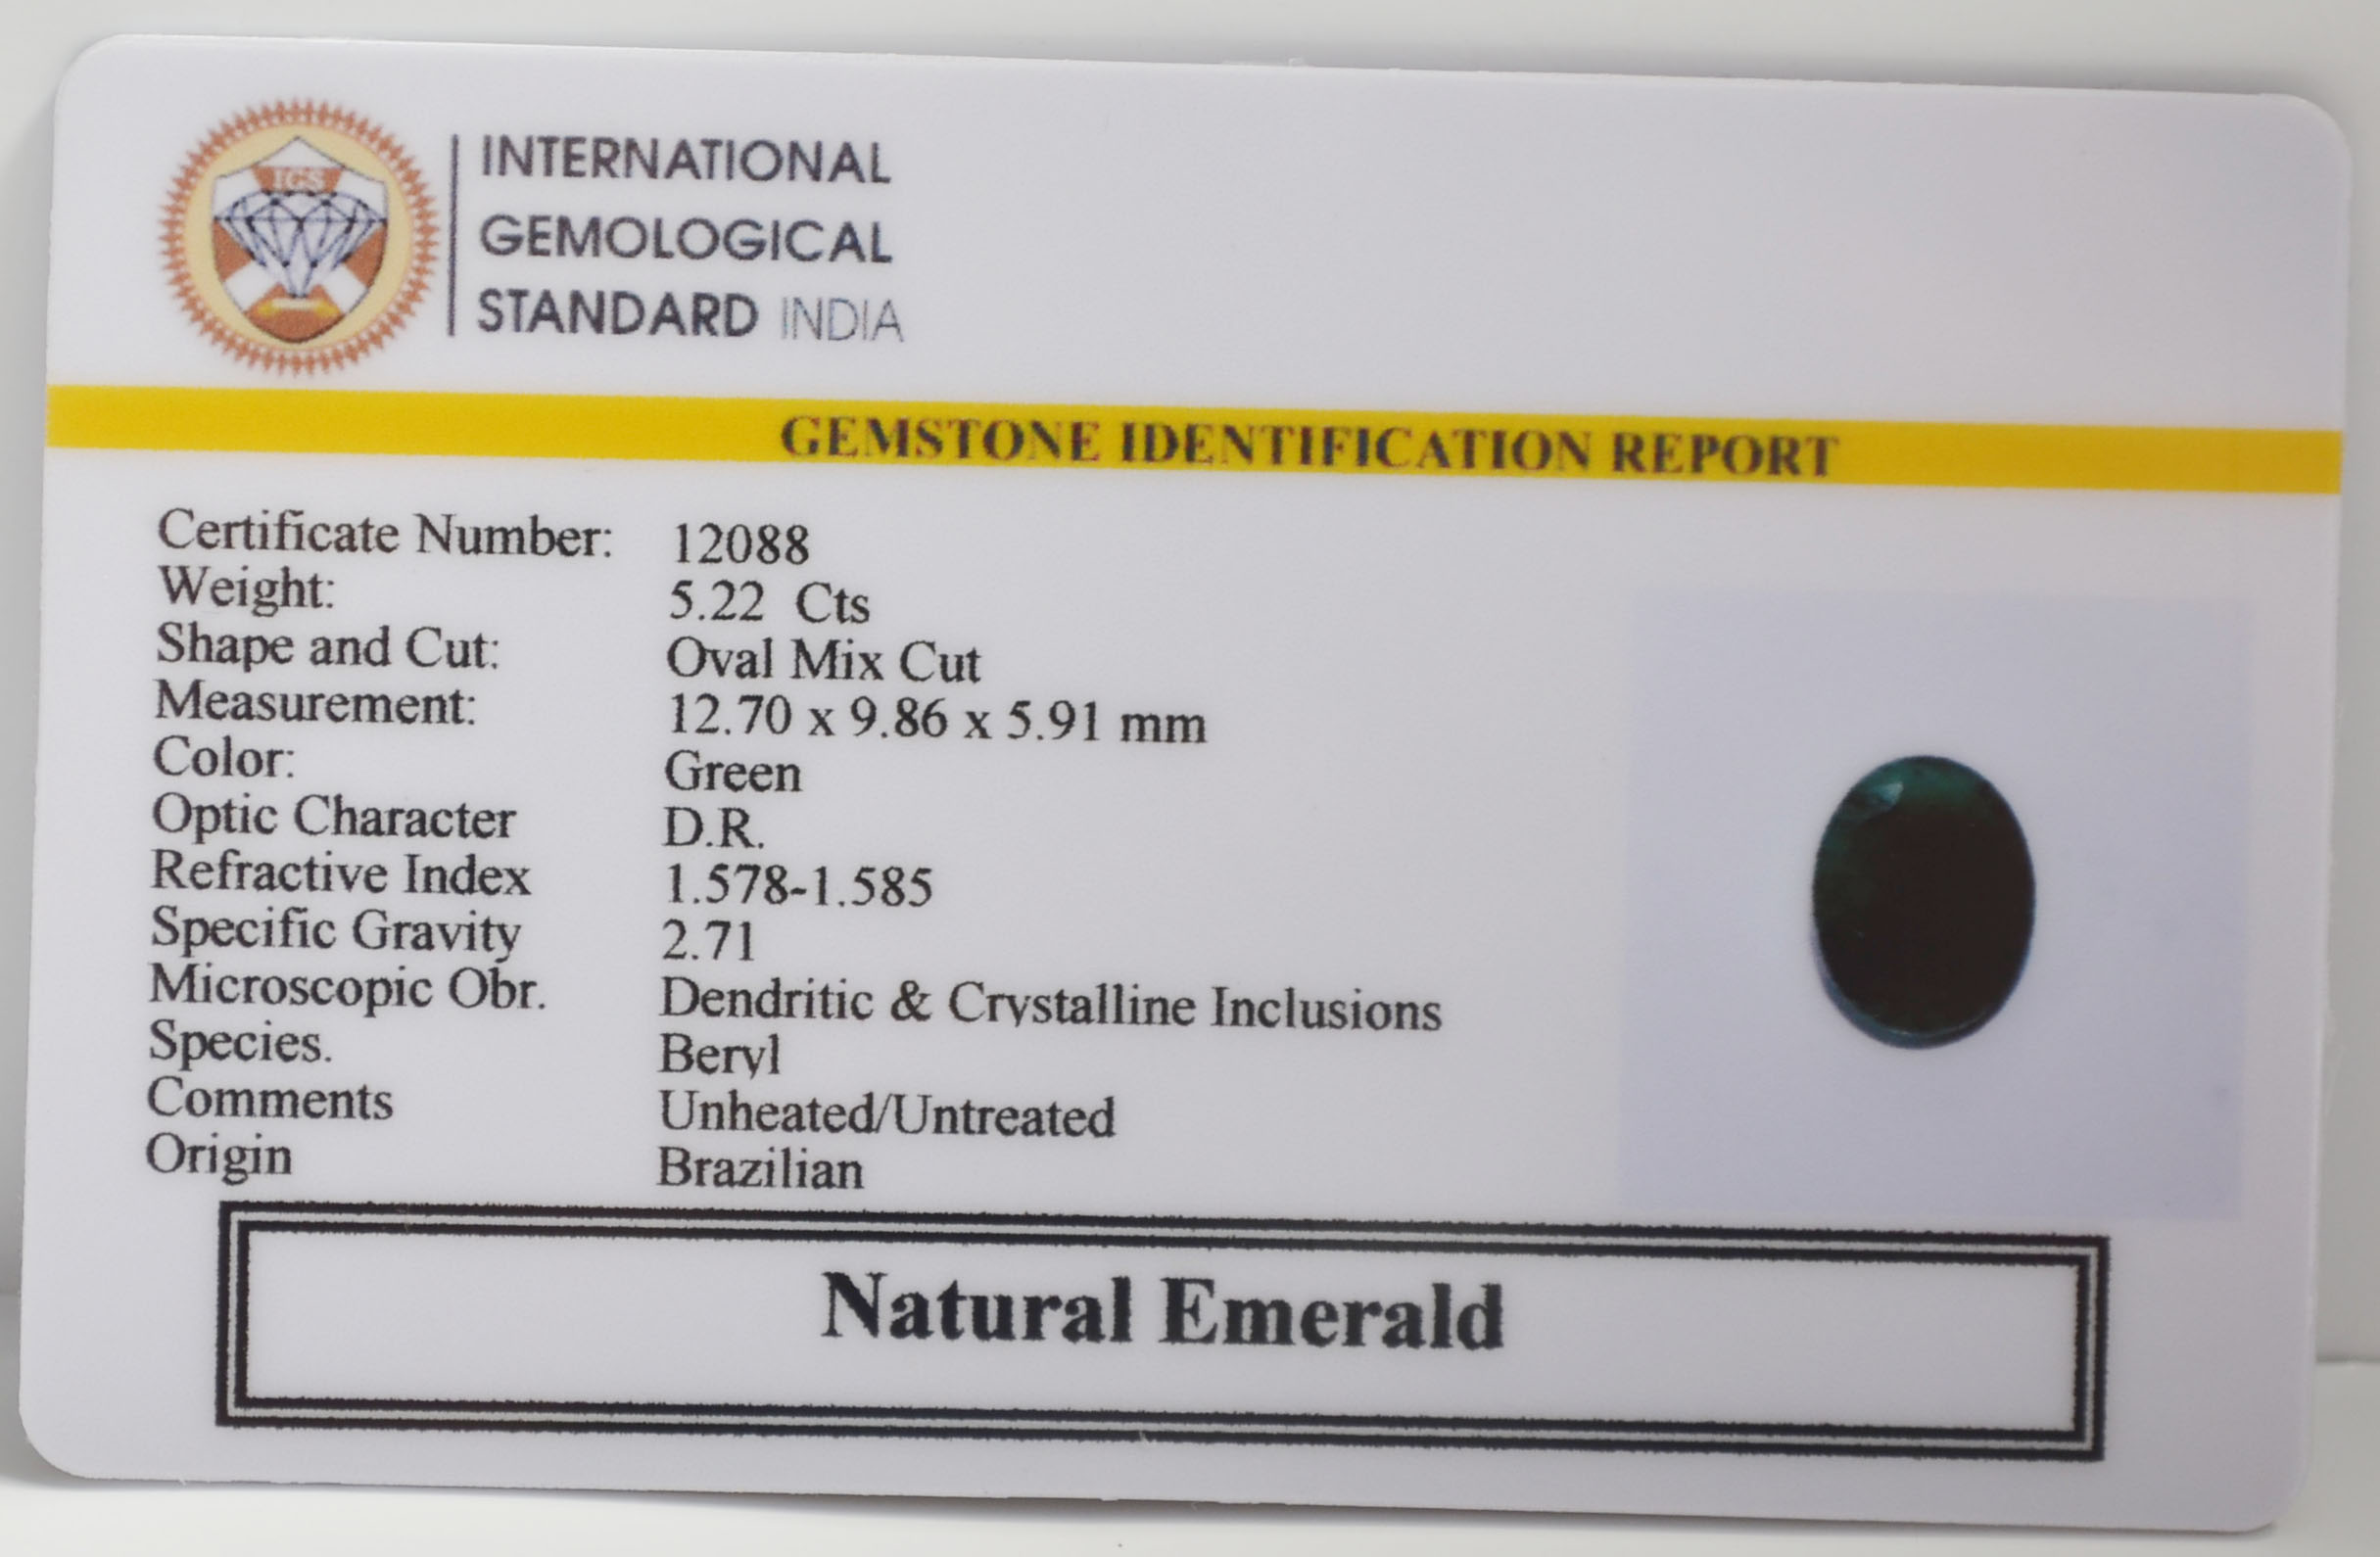 IGS
INTERNATIONAL
GEMOLOGICAL
STANDARD INDIA
GEMSTONE IDENTIFICATION REPORT
Certificate Number: 12088
Weight: 5.22 Cts
Shape and Cut: Oval Mix Cut
Measurement: 12.70 x 9.86 x 5.91 mm
Color: Green
Optic Character D.R.
Refractive Index 1.578-1.585
Specific Gravity 2.71
Microscopic Obr. Dendritic & Crystalline Inclusions
Species. Beryl
Comments Unheated/Untreated
Origin Brazilian
Natural Emerald